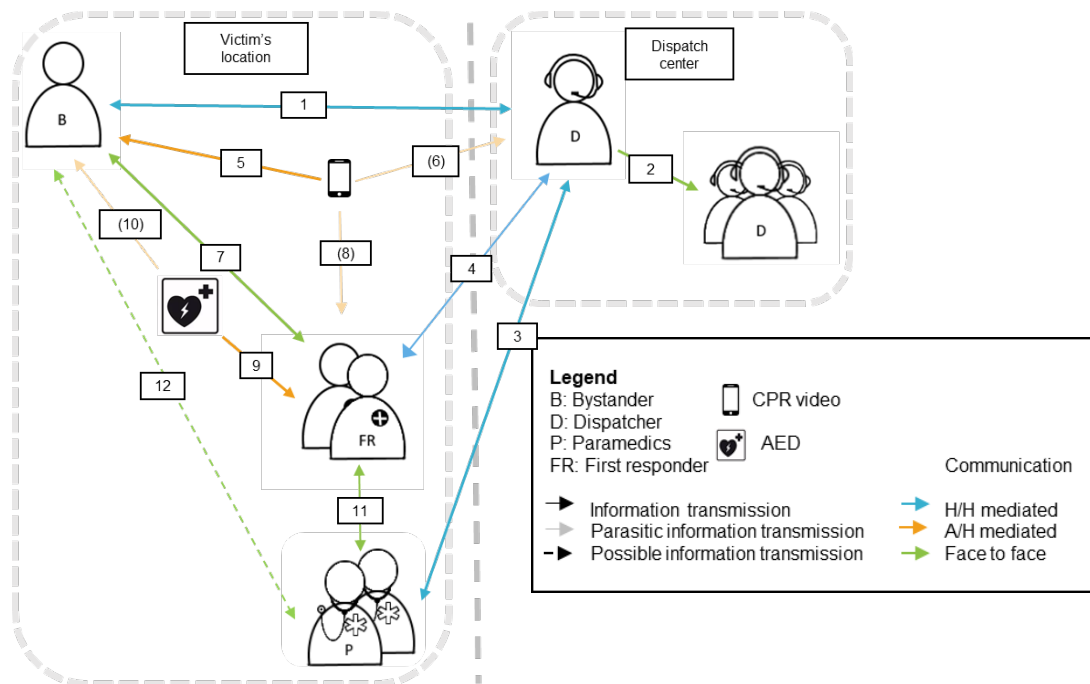 Victim's
location
Dispatch
center
B
1
D
5
(6)
2
D
(10)
7
(8)
4
9
3
12
FR
11
P
Legend
B: Bystander
D: Dispatcher
P: Paramedics
FR: First responder
CPR video
AED
Communication
Information transmission
Parasitic information transmission
Possible information transmission
H/H mediated
A/H mediated
Face to face